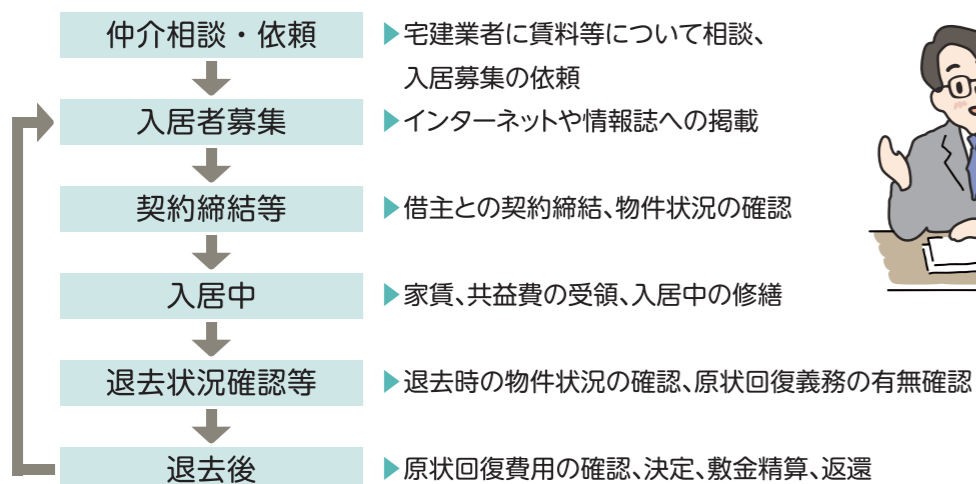 仲介相談・依頼 ▶宅建業者に賃料等について相談、
入居募集の依頼
入居者募集 ▶インターネットや情報誌への掲載
契約締結等 ▶借主との契約締結、物件状況の確認
入居中 ▶家賃、共益費の受領、入居中の修繕
退去状況確認等 ▶退去時の物件状況の確認、原状回復義務の有無確認
退去後 ▶原状回復費用の確認、決定、敷金精算、返還